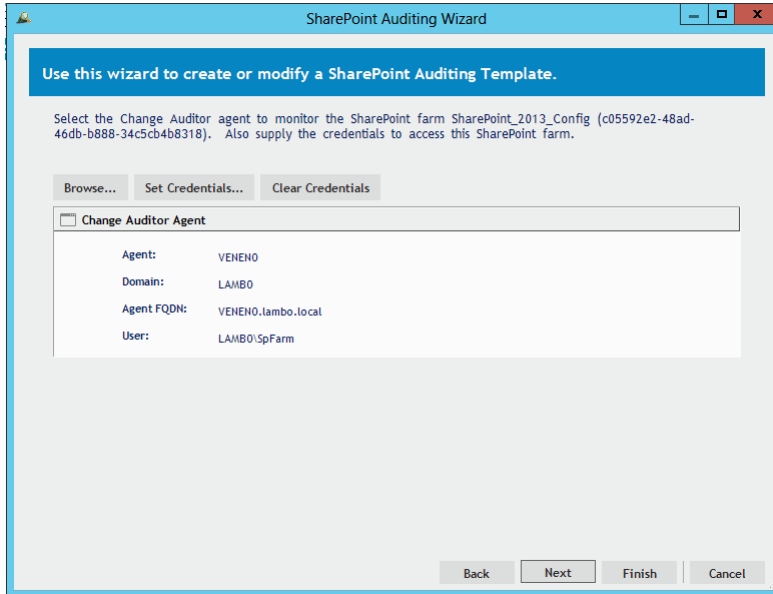 SharePoint Auditing Wizard
Use this wizard to create or modify a SharePoint Auditing Template.
Select the Change Auditor agent to monitor the SharePoint farm SharePoint_2013_Config (c05592e2-48ad-
46db-b888-34c5cb4b8318). Also supply the credentials to access this SharePoint farm.
Browse... Set Credentials... Clear Credentials
Change Auditor Agent
Agent: VENENO
Domain: LAMBO
Agent FQDN: VENENO.lambo.local
User: LAMBO\SpFarm
Back Next Finish Cancel